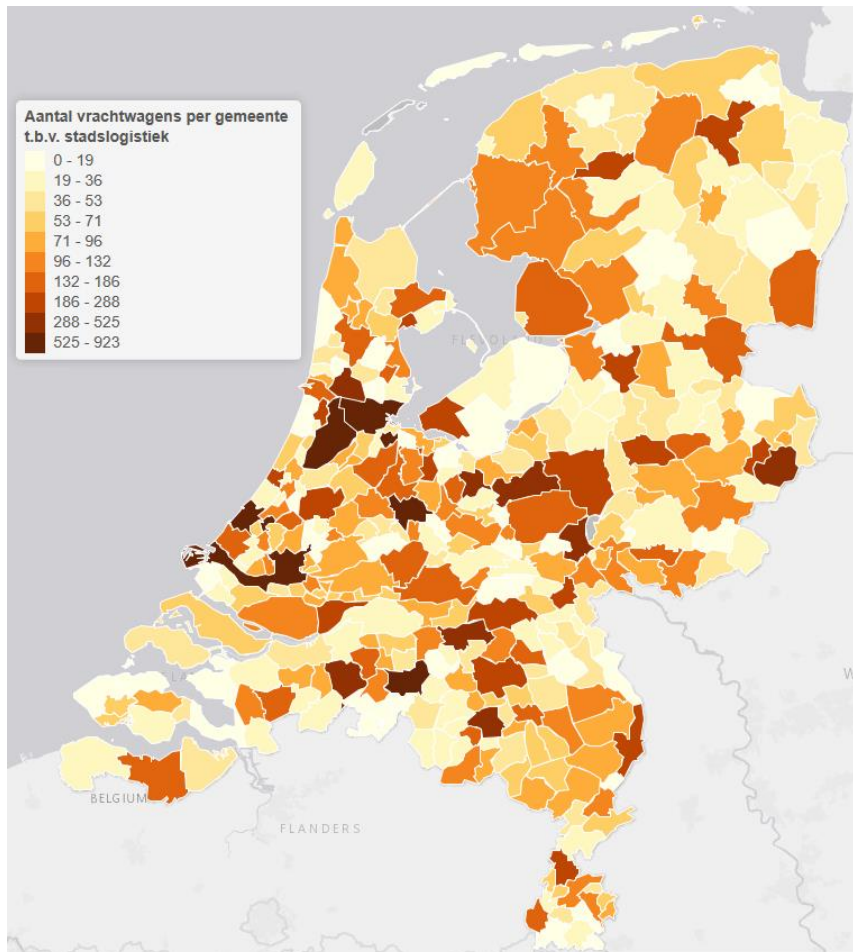 Aantal vrachtwagens per gemeente
t.b.v. stadslogistiek
0 - 19
19 - 36
36 - 53
53 - 71
71 - 96
96 - 132
132 - 186
186 - 288
288 - 525
525 - 923
BELGIUM
FLANDERS